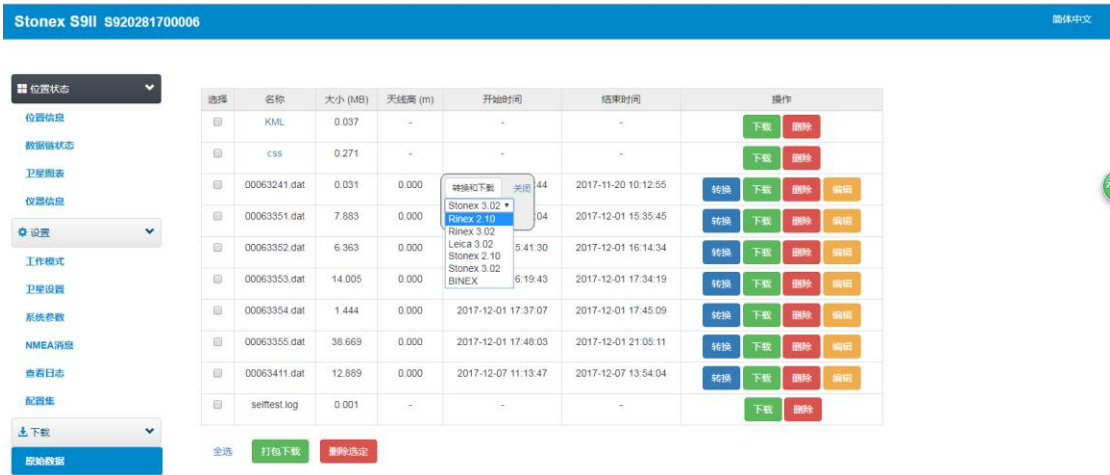 Stonex S9II S920281700006 简体中文
位置状态
位置信息
数据链状态
卫星图表
仪器信息
设置
工作模式
卫星设置
系统参数
NMEA消息
查看日志
配置集
下载
原始数据
选择 名称 大小 (MB) 天线高 (m) 开始时间 结束时间 操作
KML 0.037 - - - 下载 删除
css 0.271 - - - 下载 删除
00063241.dat 0.031 0.000 :44 2017-11-20 10:12:55 转换 下载 删除 编辑
00063351.dat 7.883 0.000 :04 2017-12-01 15:35:45 转换 下载 删除 编辑
00063352.dat 6.363 0.000 5:41:30 2017-12-01 16:14:34 转换 下载 删除 编辑
00063353.dat 14.005 0.000 6:19:43 2017-12-01 17:34:19 转换 下载 删除 编辑
00063354.dat 1.444 0.000 2017-12-01 17:37:07 2017-12-01 17:45:09 转换 下载 删除 编辑
00063355.dat 38.669 0.000 2017-12-01 17:48:03 2017-12-01 21:05:11 转换 下载 删除 编辑
00063411.dat 12.889 0.000 2017-12-07 11:13:47 2017-12-07 13:54:04 转换 下载 删除 编辑
selftest.log 0.001 - - - 下载 删除
转换和下载 关闭
Stonex 3.02
Rinex 2.10
Rinex 3.02
Leica 3.02
Stonex 2.10
Stonex 3.02
BINEX
全选 打包下载 删除选定